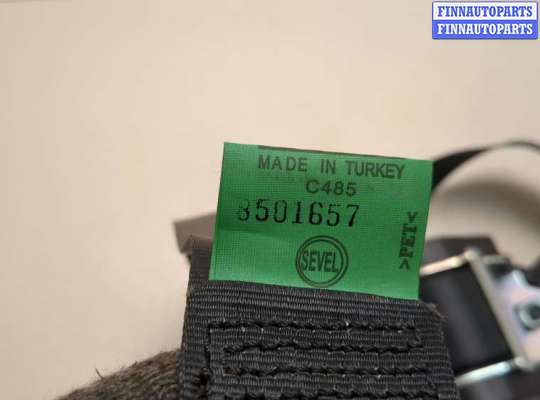 FINNAUTOPARTS
FINNAUTOPARTS
MADE IN TURKEY
C485
8501657
SEVEL
>PET<